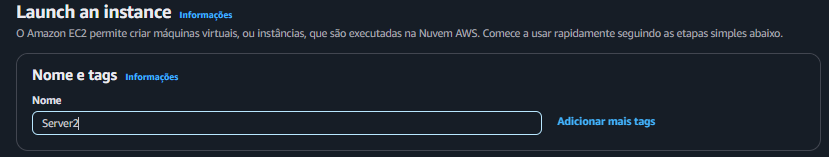 Launch an instance Informações
O Amazon EC2 permite criar máquinas virtuais, ou instâncias, que são executadas na Nuvem AWS. Comece a usar rapidamente seguindo as etapas simples abaixo.
Nome e tags Informações
Nome
Server2
Adicionar mais tags